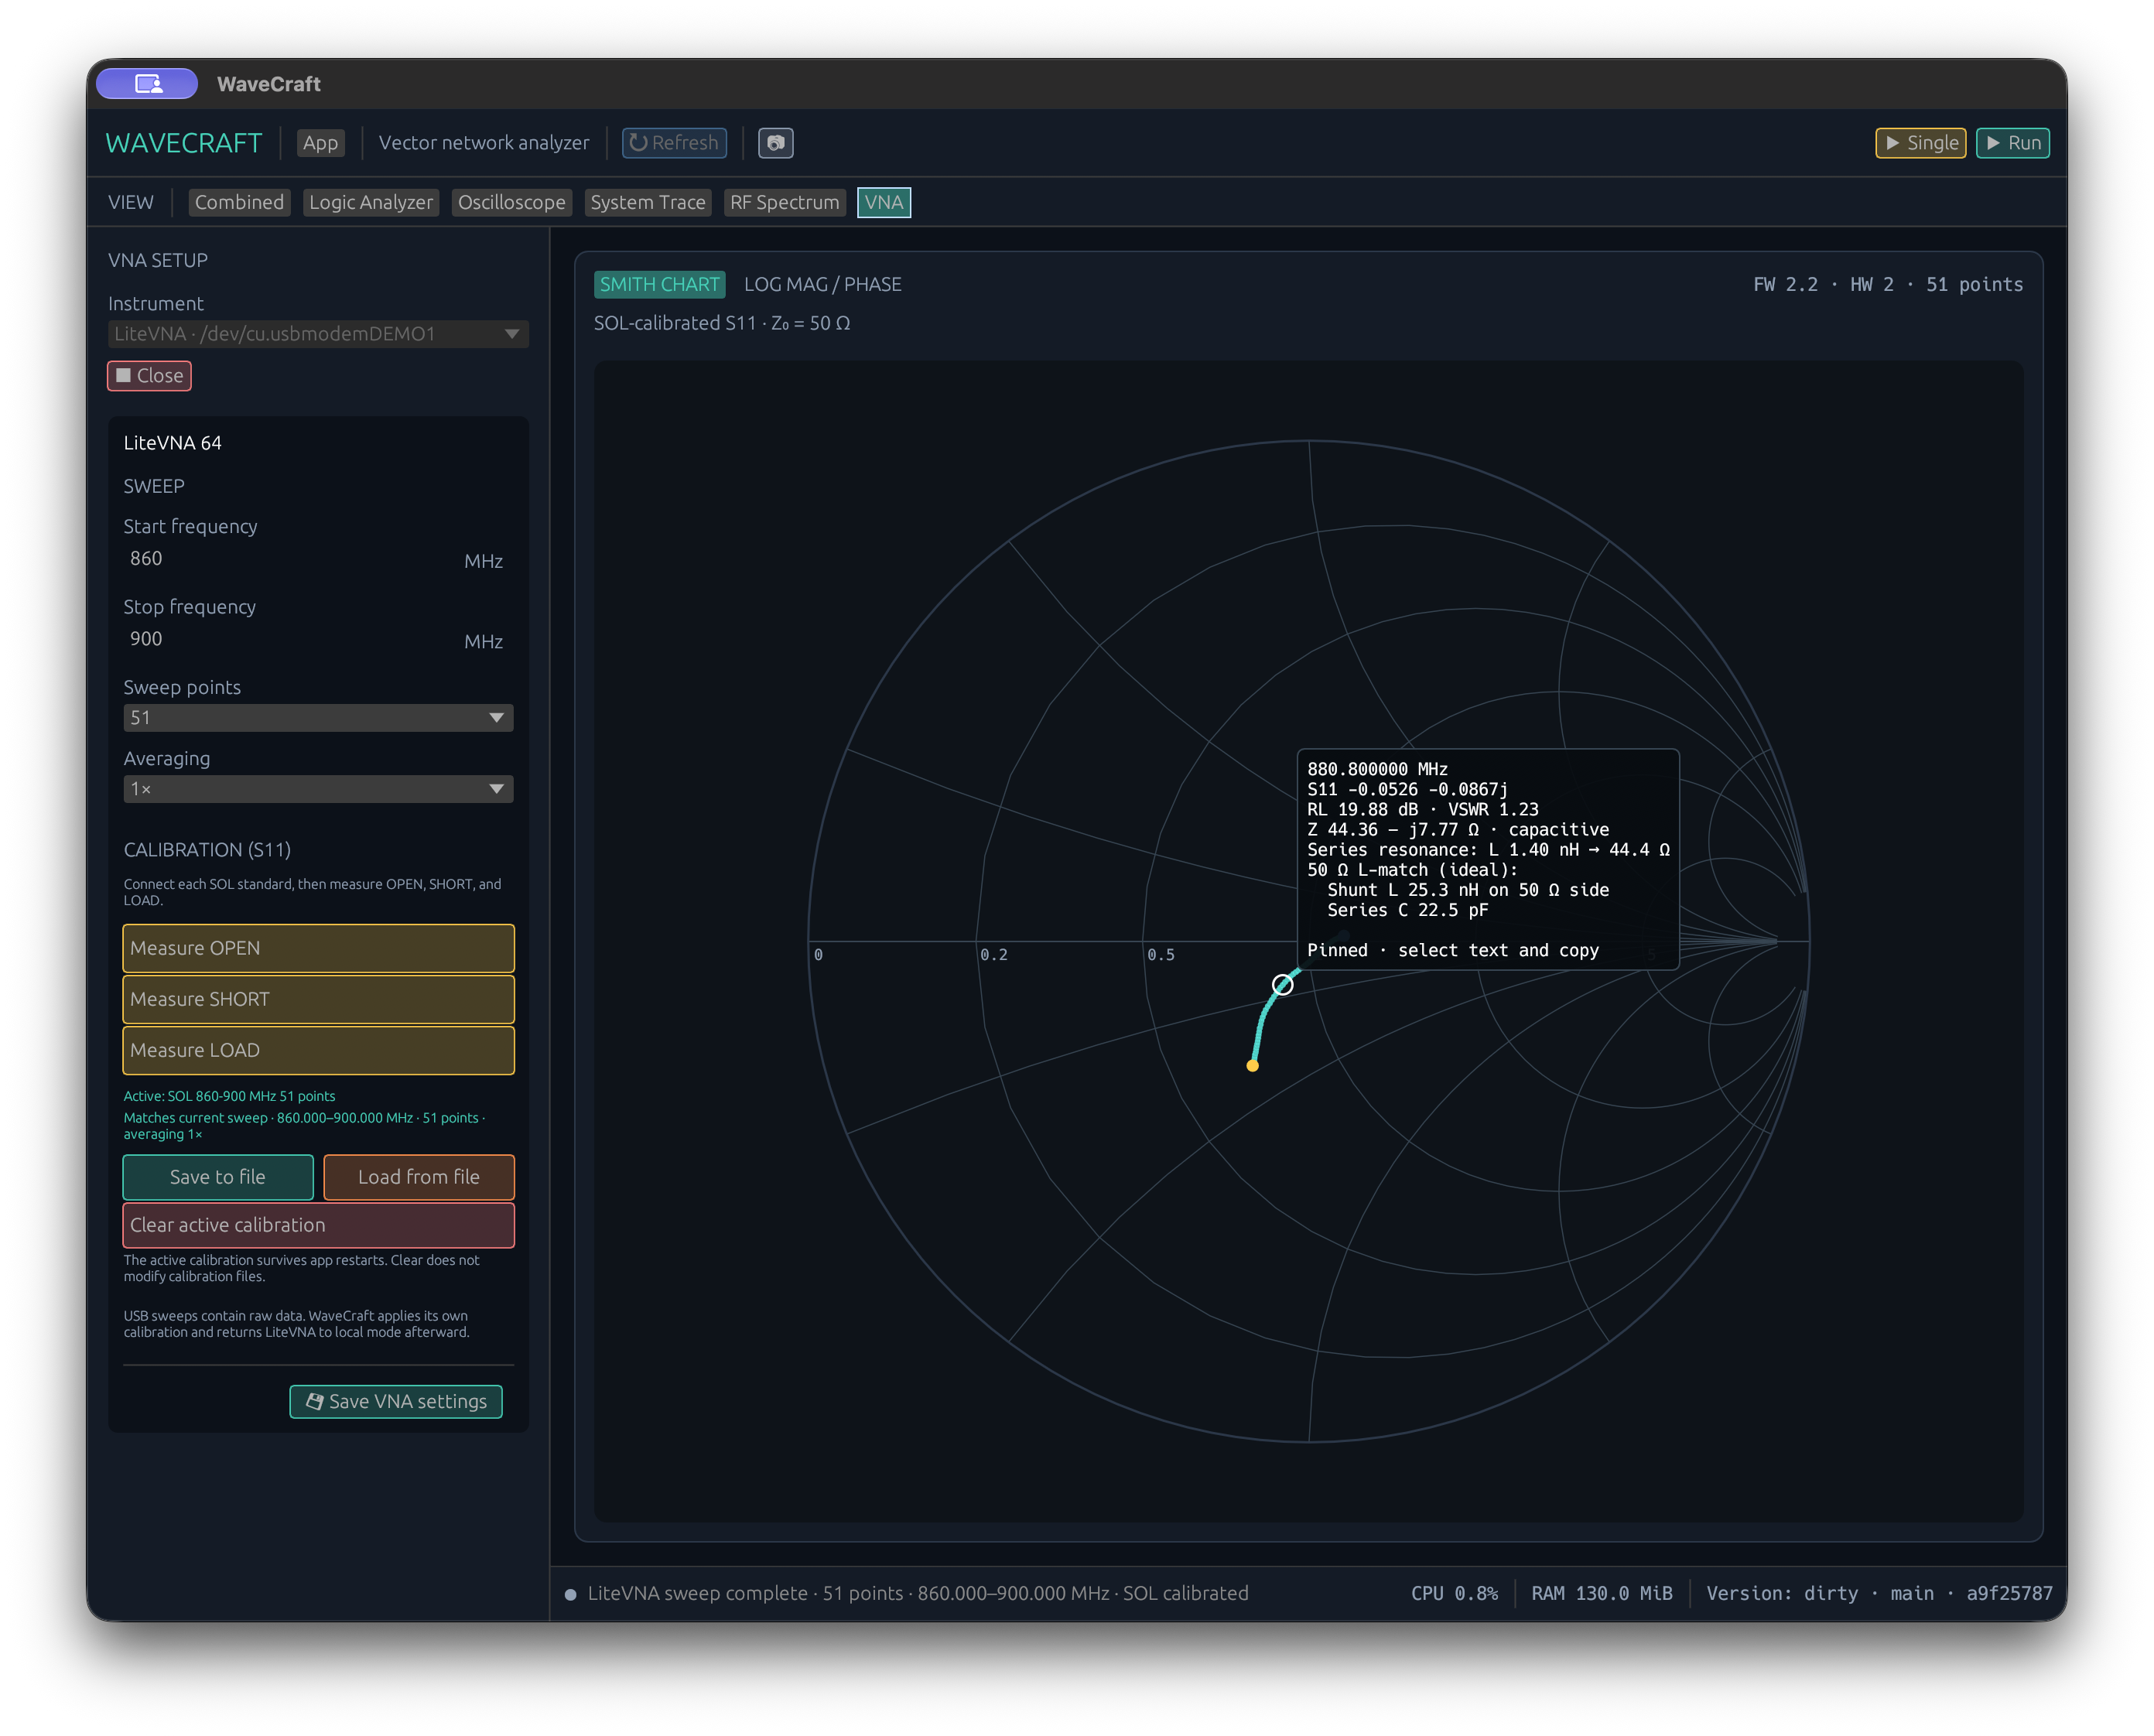 WaveCraft
WAVECRAFT
App
Vector network analyzer
Refresh
Single
Run
VIEW
Combined
Logic Analyzer
Oscilloscope
System Trace
RF Spectrum
VNA
VNA SETUP
Instrument
LiteVNA · /dev/cu.usbmodemDEMO1
Close
LiteVNA 64
SWEEP
Start frequency
860 MHz
Stop frequency
900 MHz
Sweep points
51
Averaging
1×
CALIBRATION (S11)
Connect each SOL standard, then measure OPEN, SHORT, and
LOAD.
Measure OPEN
Measure SHORT
Measure LOAD
Active: SOL 860-900 MHz 51 points
Matches current sweep · 860.000–900.000 MHz · 51 points ·
averaging 1×
Save to file
Load from file
Clear active calibration
The active calibration survives app restarts. Clear does not
modify calibration files.
USB sweeps contain raw data. WaveCraft applies its own
calibration and returns LiteVNA to local mode afterward.
Save VNA settings
SMITH CHART
LOG MAG / PHASE
FW 2.2 · HW 2 · 51 points
SOL-calibrated S11 · Z₀ = 50 Ω
880.800000 MHz
S11 -0.0526 -0.0867j
RL 19.88 dB · VSWR 1.23
Z 44.36 − j7.77 Ω · capacitive
Series resonance: L 1.40 nH → 44.4 Ω
50 Ω L-match (ideal):
Shunt L 25.3 nH on 50 Ω side
Series C 22.5 pF
Pinned · select text and copy
0
0.2
0.5
LiteVNA sweep complete · 51 points · 860.000–900.000 MHz · SOL calibrated
CPU 0.8%
RAM 130.0 MiB
Version: dirty · main · a9f25787